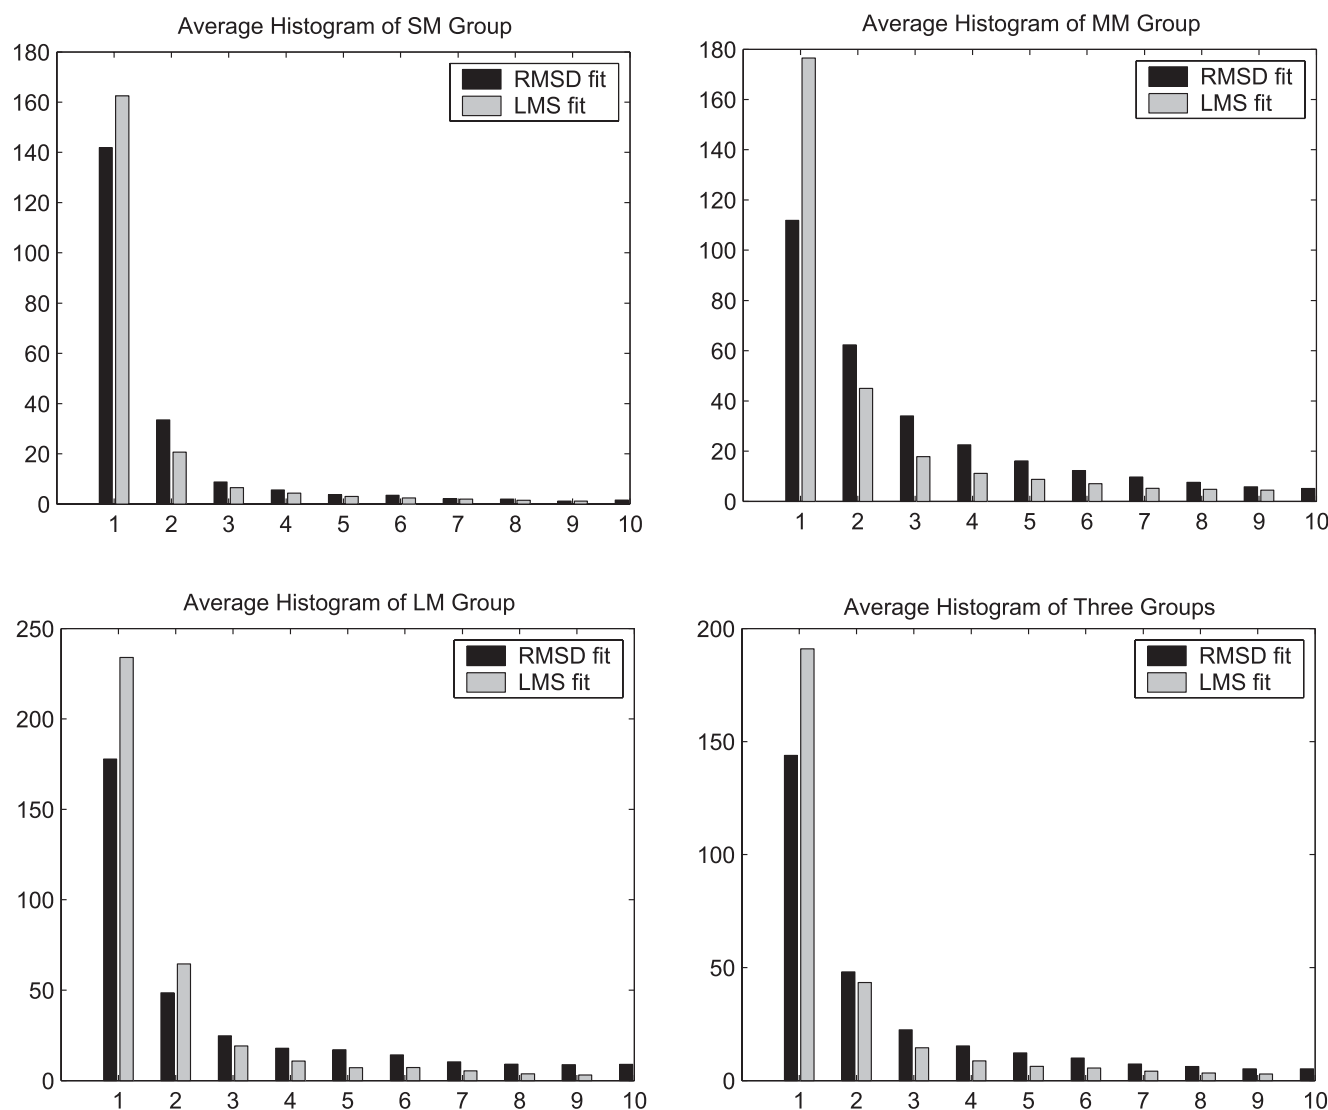 Average Histogram of SM Group
180
160
140
120
100
80
60
40
20
0
RMSD fit
LMS fit
1 2 3 4 5 6 7 8 9 10
Average Histogram of MM Group
180
160
140
120
100
80
60
40
20
0
RMSD fit
LMS fit
1 2 3 4 5 6 7 8 9 10
Average Histogram of LM Group
250
200
150
100
50
0
RMSD fit
LMS fit
1 2 3 4 5 6 7 8 9 10
Average Histogram of Three Groups
200
150
100
50
0
RMSD fit
LMS fit
1 2 3 4 5 6 7 8 9 10